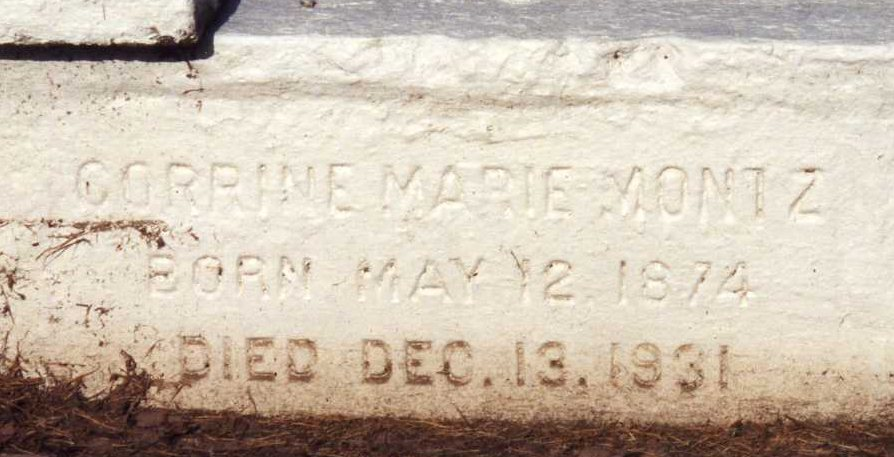 CORRINE MARIE MONTZ
BORN MAY 12, 1874
DIED DEC. 13. 1931